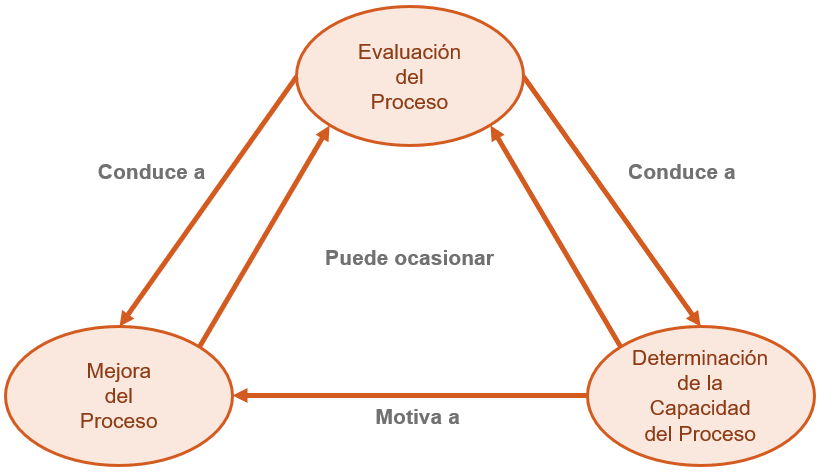 Evaluación
del
Proceso
Conduce a
Conduce a
Puede ocasionar
Mejora
del
Proceso
Motiva a
Determinación
de la
Capacidad
del Proceso